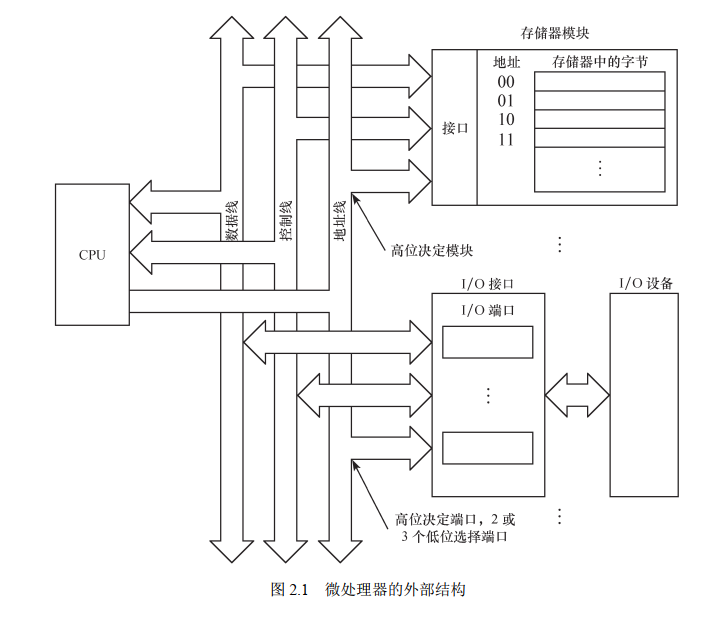 存储器模块
地址
存储器中的字节
00
01
10
11
⋮
接口
数据线
控制线
地址线
CPU
高位决定模块
⋮
I/O 接口
I/O 设备
I/O 端口
⋮
高位决定端口，2 或
3 个低位选择端口
⋮
图 2.1 微处理器的外部结构